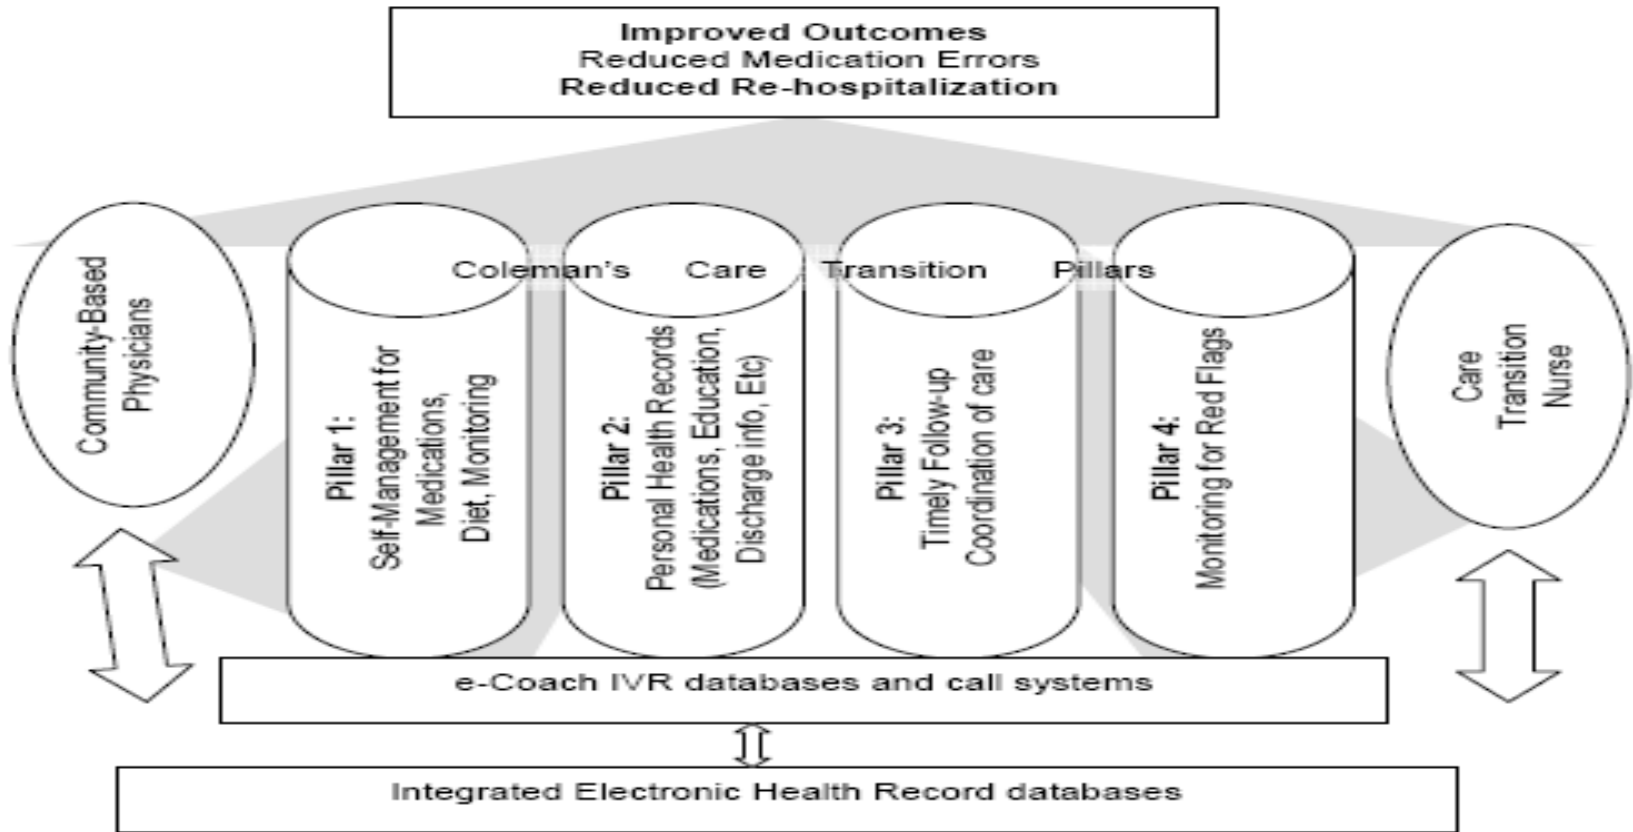 Improved Outcomes
Reduced Medication Errors
Reduced Re-hospitalization
Coleman's Care Transition Pillars
Community-Based
Physicians
Pillar 1:
Self-Management for
Medications,
Diet, Monitoring
Pillar 2:
Personal Health Records
(Medications, Education,
Discharge info, Etc)
Pillar 3:
Timely Follow-up
Coordination of care
Pillar 4:
Monitoring for Red Flags
Care
Transition
Nurse
e-Coach IVR databases and call systems
Integrated Electronic Health Record databases